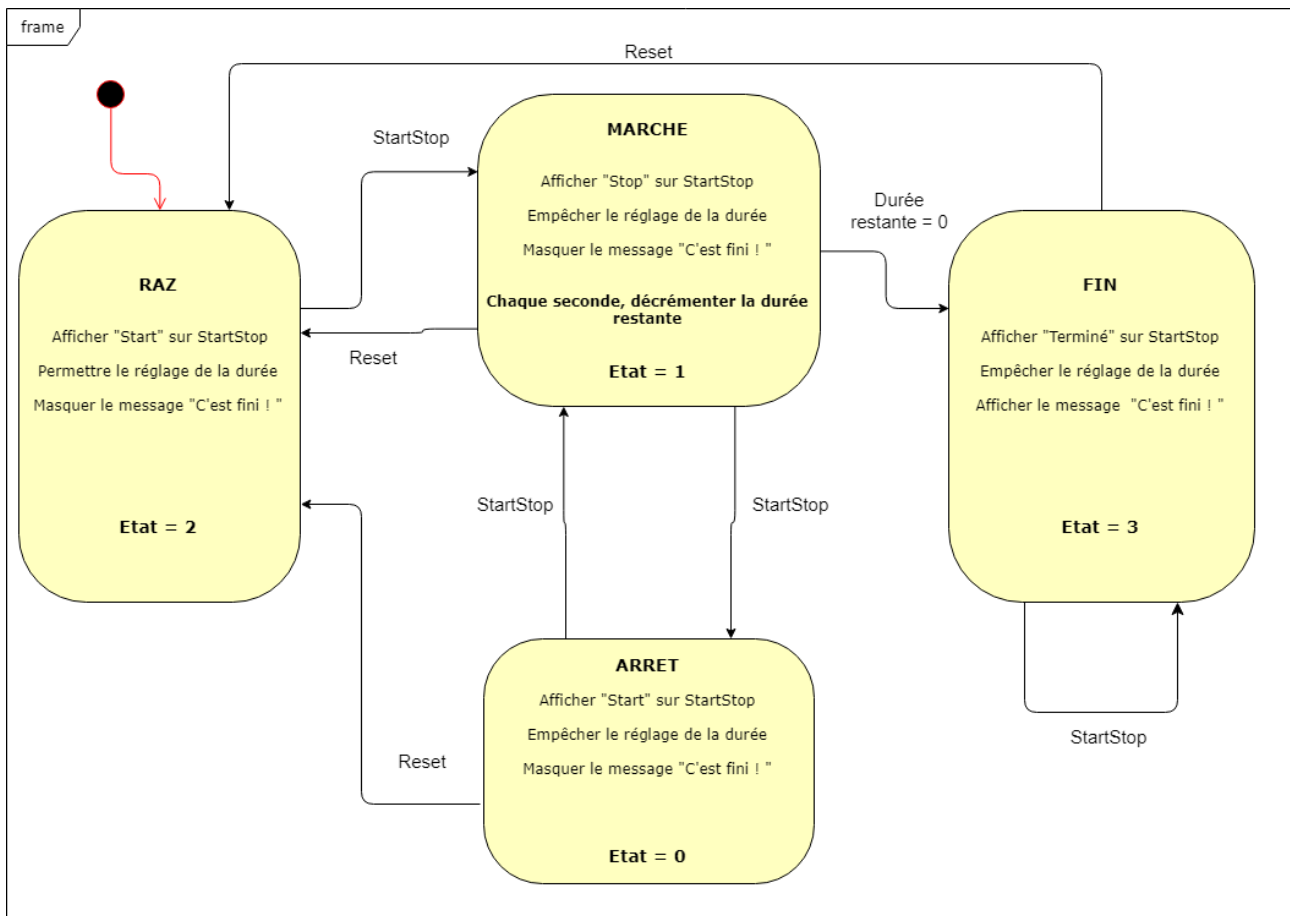 frame
Reset
StartStop
MARCHE
Afficher "Stop" sur StartStop
Empêcher le réglage de la durée
Masquer le message "C'est fini ! "
Chaque seconde, décrémenter la durée
restante
Etat = 1
Durée
restante = 0
RAZ
Afficher "Start" sur StartStop
Permettre le réglage de la durée
Masquer le message "C'est fini ! "
Etat = 2
Reset
FIN
Afficher "Terminé" sur StartStop
Empêcher le réglage de la durée
Afficher le message  "C'est fini ! "
Etat = 3
StartStop
StartStop
ARRET
Afficher "Start" sur StartStop
Empêcher le réglage de la durée
Masquer le message "C'est fini ! "
Etat = 0
Reset
StartStop